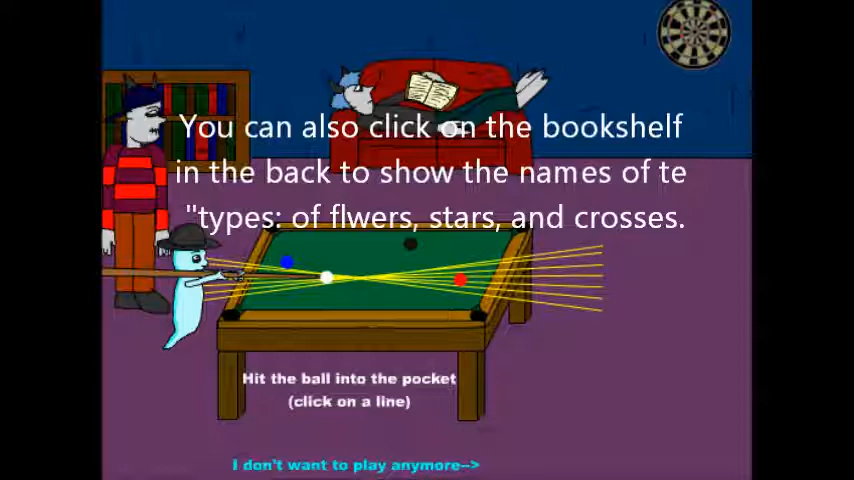 You can also click on the bookshelf
in the back to show the names of te
"types: of flwers, stars, and crosses.
Hit the ball into the pocket
(click on a line)
I don't want to play anymore-->